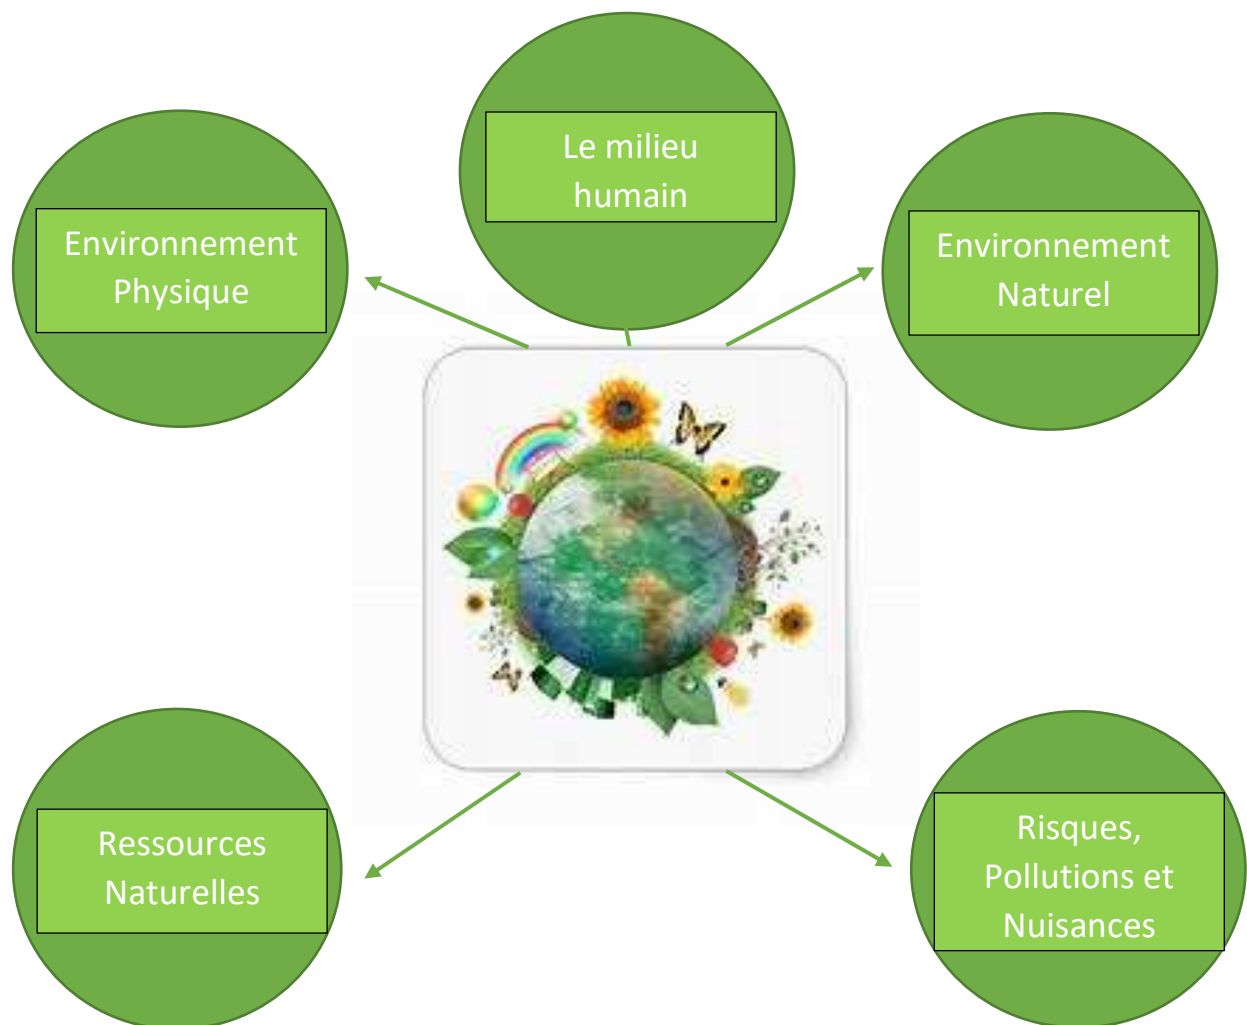 Le milieu
humain
Environnement
Physique
Environnement
Naturel
Ressources
Naturelles
Risques,
Pollutions et
Nuisances